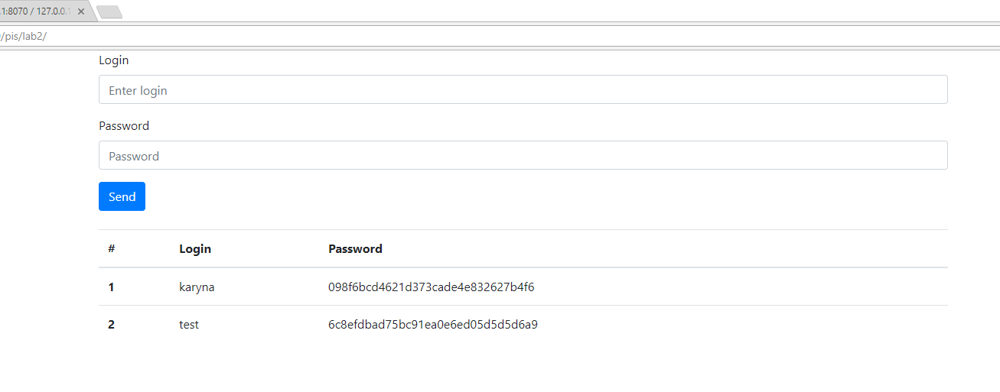 .1:8070 / 127.0.0.1
/pis/lab2/
Login
Enter login
Password
Password
Send
# Login Password
1 karyna 098f6bcd4621d373cade4e832627b4f6
2 test 6c8efdbad75bc91ea0e6ed05d5d5d6a9